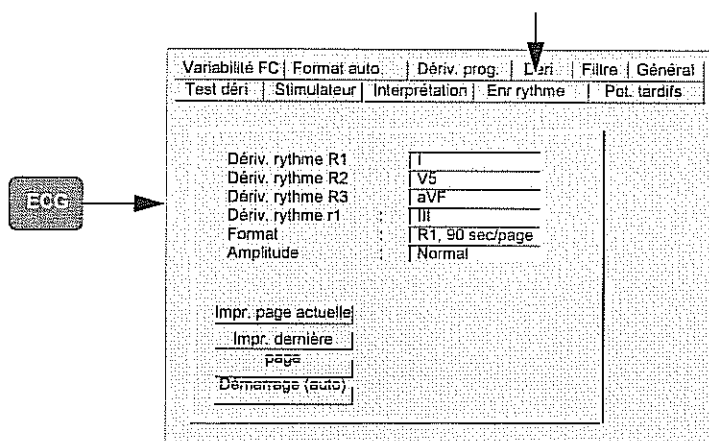 Variabilité FC Format auto. Dériv. prog. Déri Filtre Général
Test déri Stimulateur Interprétation Enr rythme Pot. tardifs
ECG
Dériv. rythme R1 I
Dériv. rythme R2 V5
Dériv. rythme R3 aVF
Dériv. rythme r1 : III
Format : R1, 90 sec/page
Amplitude : Normal
Impr. page actuelle
Impr. dernière
page
Démarrage (auto)